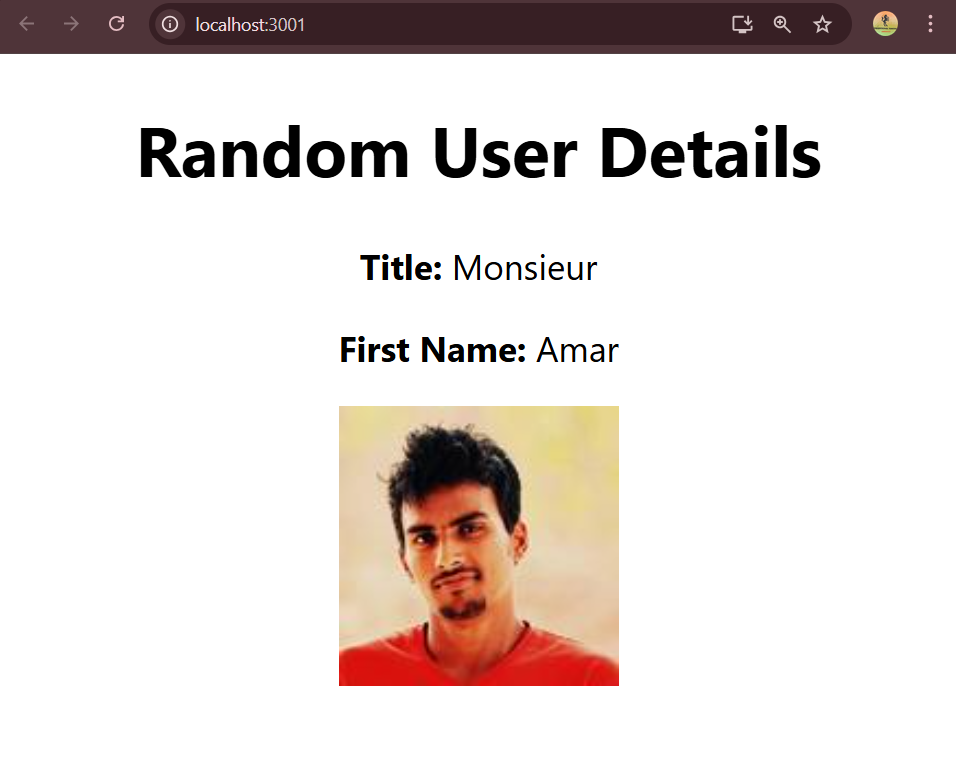 localhost:3001
Random User Details
Title: Monsieur
First Name: Amar